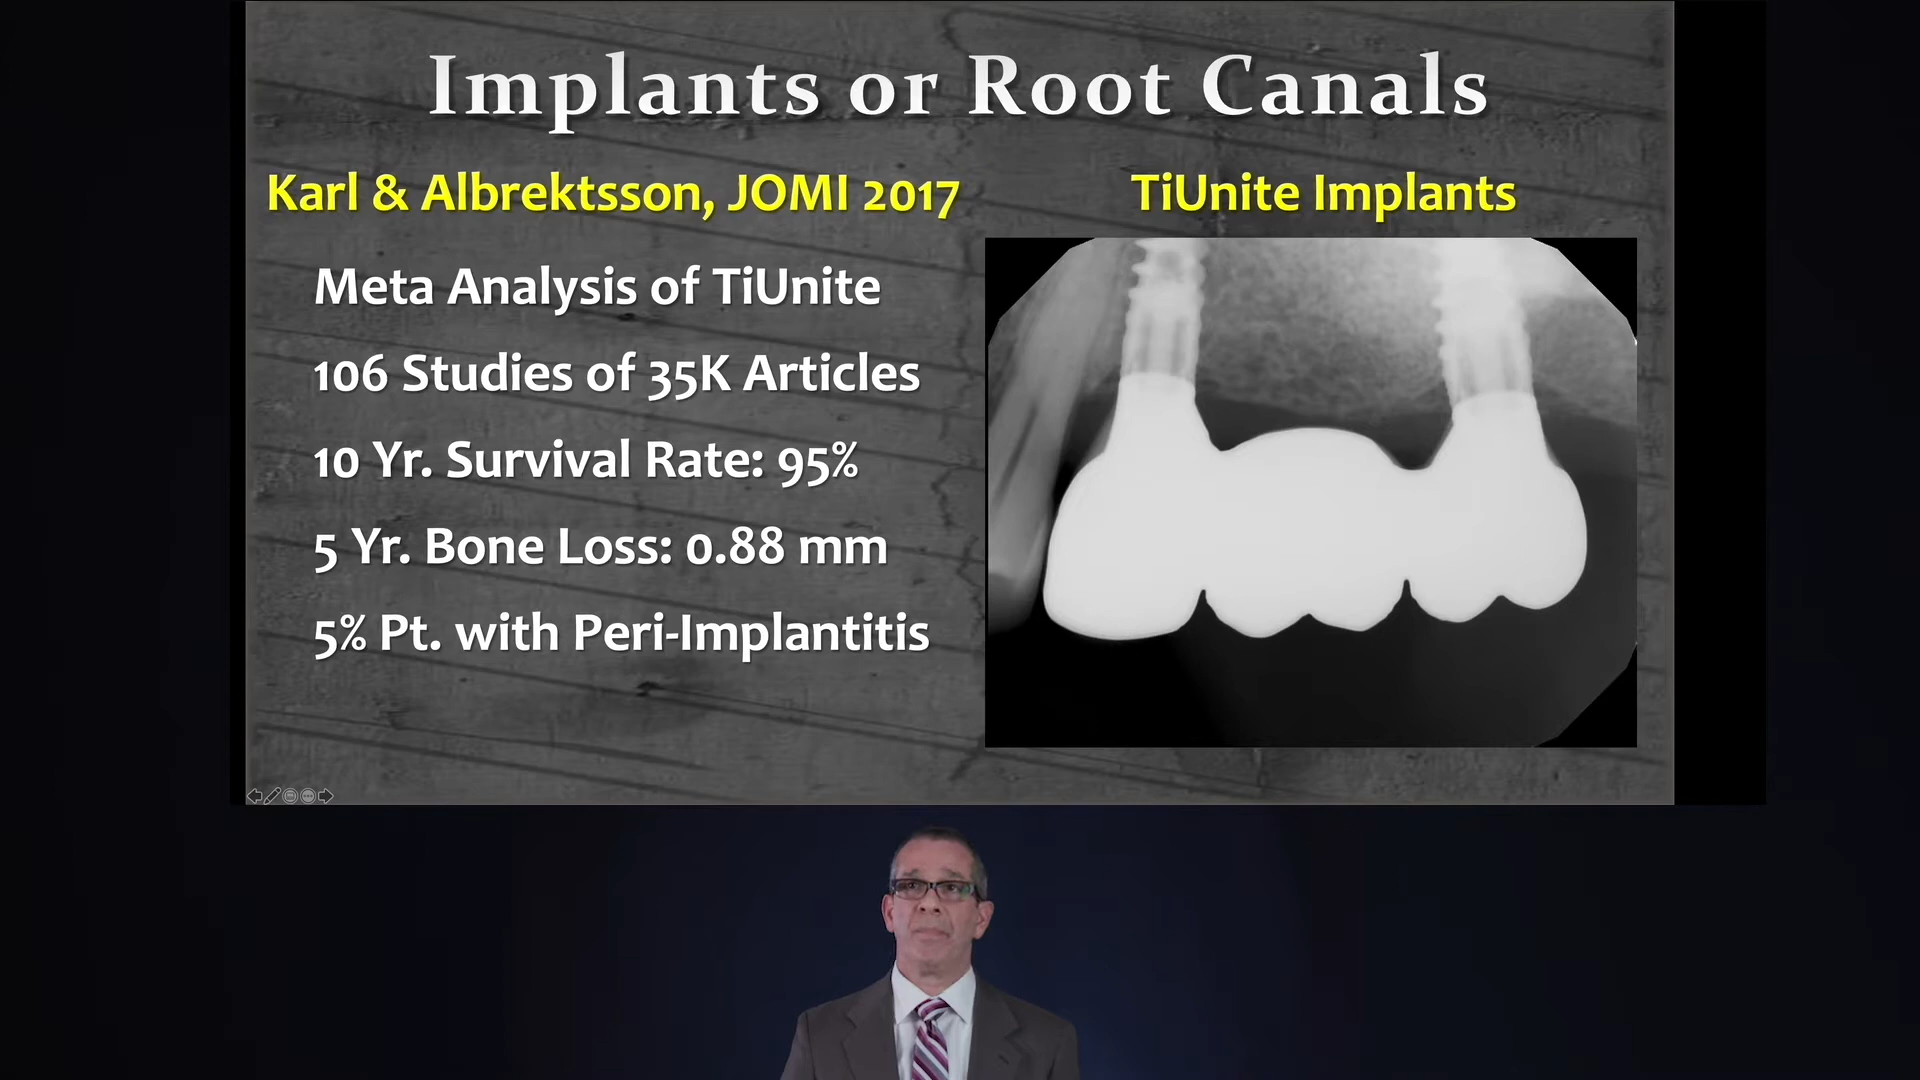 Implants or Root Canals
Karl & Albrektsson, JOMI 2017
TiUnite Implants
Meta Analysis of TiUnite
106 Studies of 35K Articles
10 Yr. Survival Rate: 95%
5 Yr. Bone Loss: 0.88 mm
5% Pt. with Peri-Implantitis